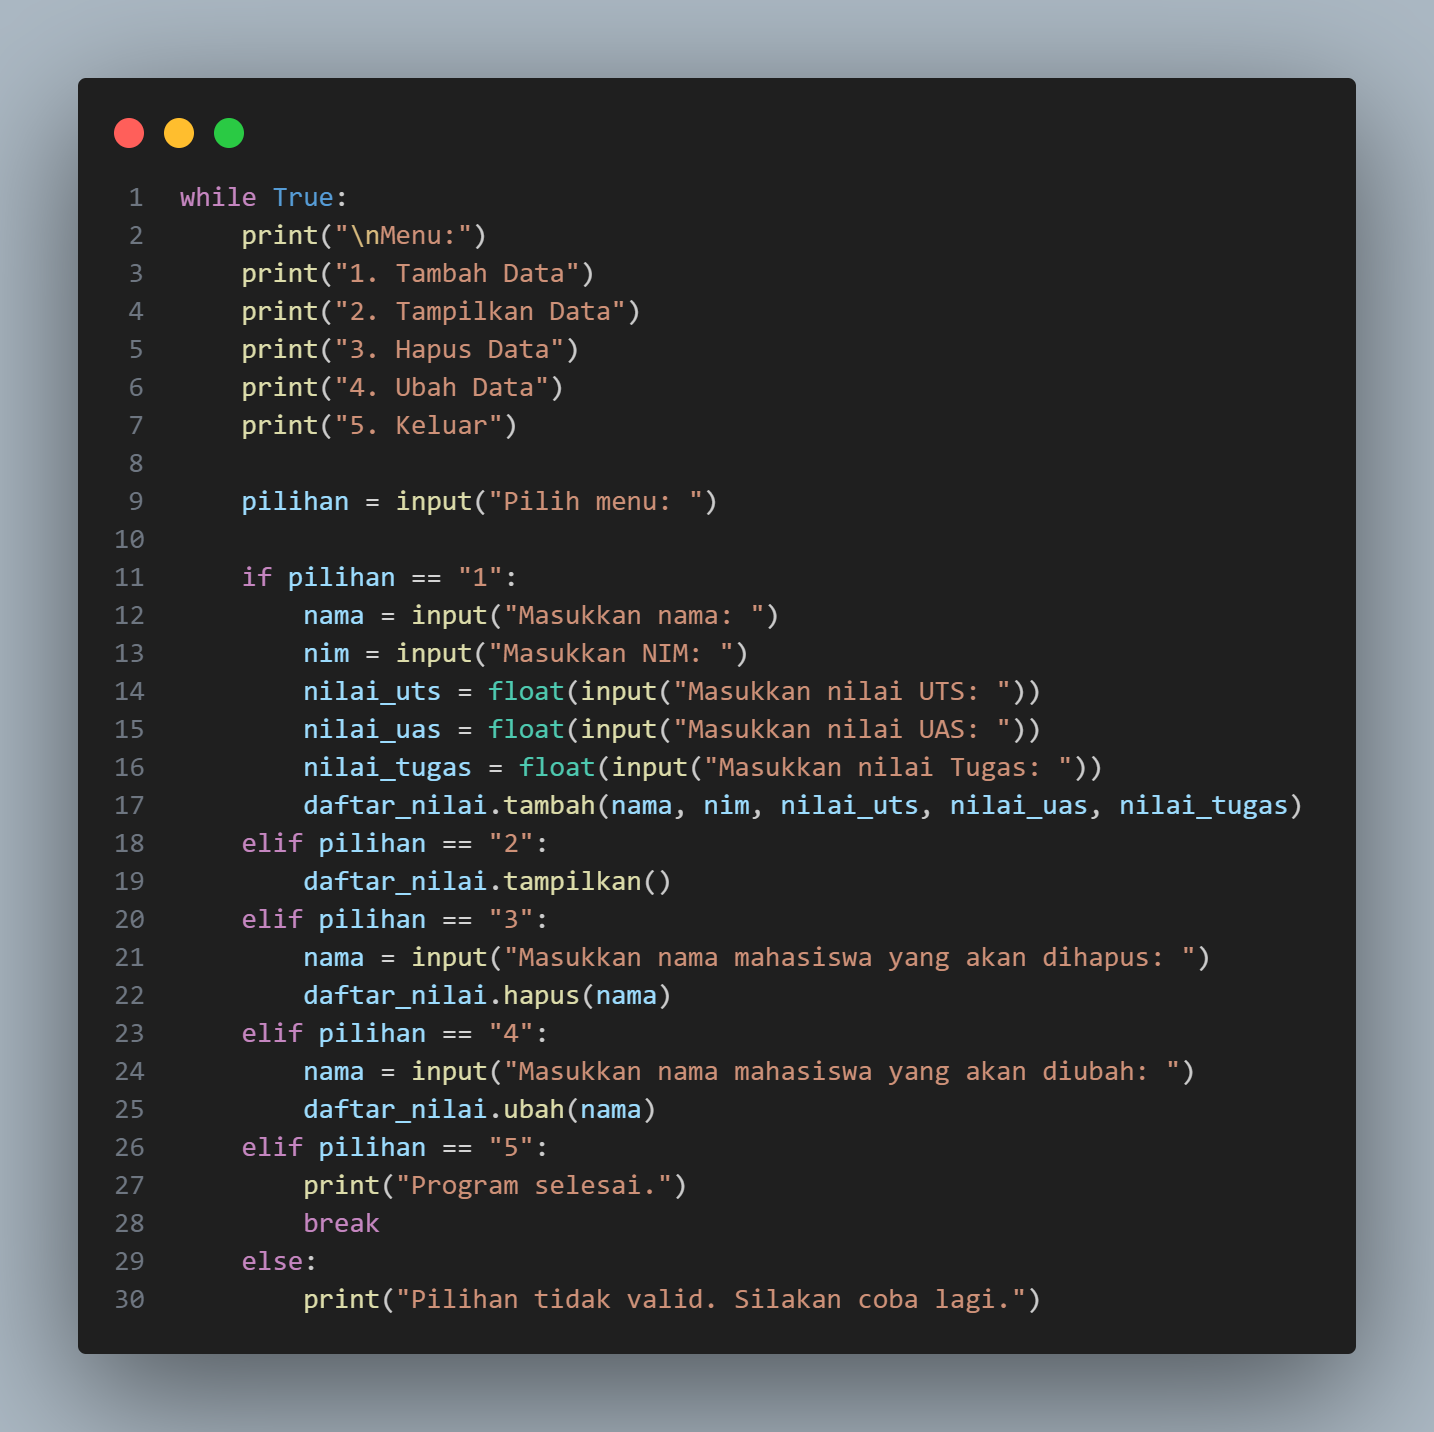 1 while True:
2     print("\nMenu:")
3     print("1. Tambah Data")
4     print("2. Tampilkan Data")
5     print("3. Hapus Data")
6     print("4. Ubah Data")
7     print("5. Keluar")
8
9     pilihan = input("Pilih menu: ")
10
11     if pilihan == "1":
12         nama = input("Masukkan nama: ")
13         nim = input("Masukkan NIM: ")
14         nilai_uts = float(input("Masukkan nilai UTS: "))
15         nilai_uas = float(input("Masukkan nilai UAS: "))
16         nilai_tugas = float(input("Masukkan nilai Tugas: "))
17         daftar_nilai.tambah(nama, nim, nilai_uts, nilai_uas, nilai_tugas)
18     elif pilihan == "2":
19         daftar_nilai.tampilkan()
20     elif pilihan == "3":
21         nama = input("Masukkan nama mahasiswa yang akan dihapus: ")
22         daftar_nilai.hapus(nama)
23     elif pilihan == "4":
24         nama = input("Masukkan nama mahasiswa yang akan diubah: ")
25         daftar_nilai.ubah(nama)
26     elif pilihan == "5":
27         print("Program selesai.")
28         break
29     else:
30         print("Pilihan tidak valid. Silakan coba lagi.")